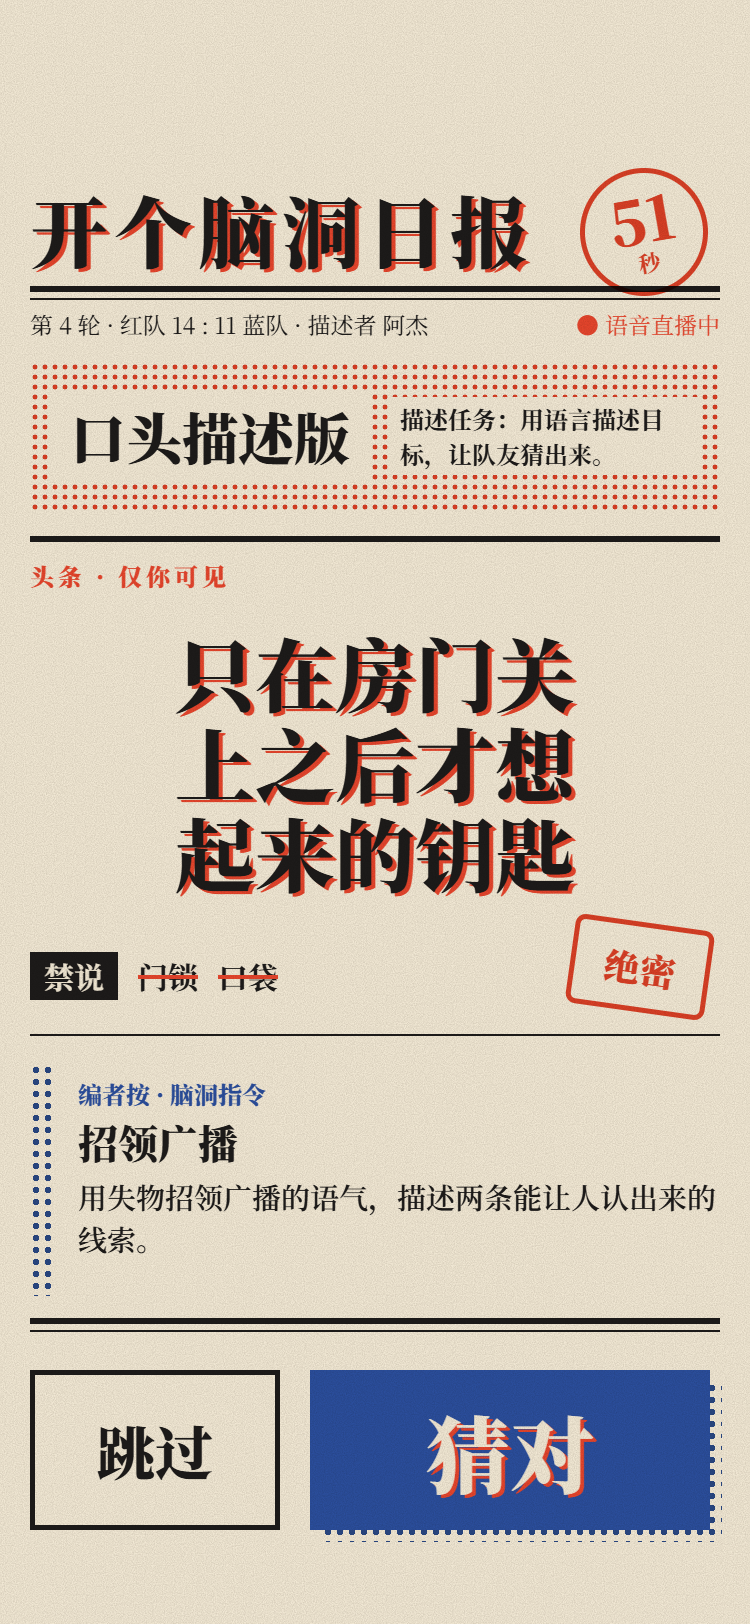 开个脑洞日报
51
秒
第 4 轮 · 红队 14 : 11 蓝队 · 描述者 阿杰
语音直播中
口头描述版
描述任务：用语言描述目
标，让队友猜出来。
头条 · 仅你可见
只在房门关
上之后才想
起来的钥匙
绝密
禁说 门锁 口袋
编者按 · 脑洞指令
招领广播
用失物招领广播的语气，描述两条能让人认出来的
线索。
跳过
猜对